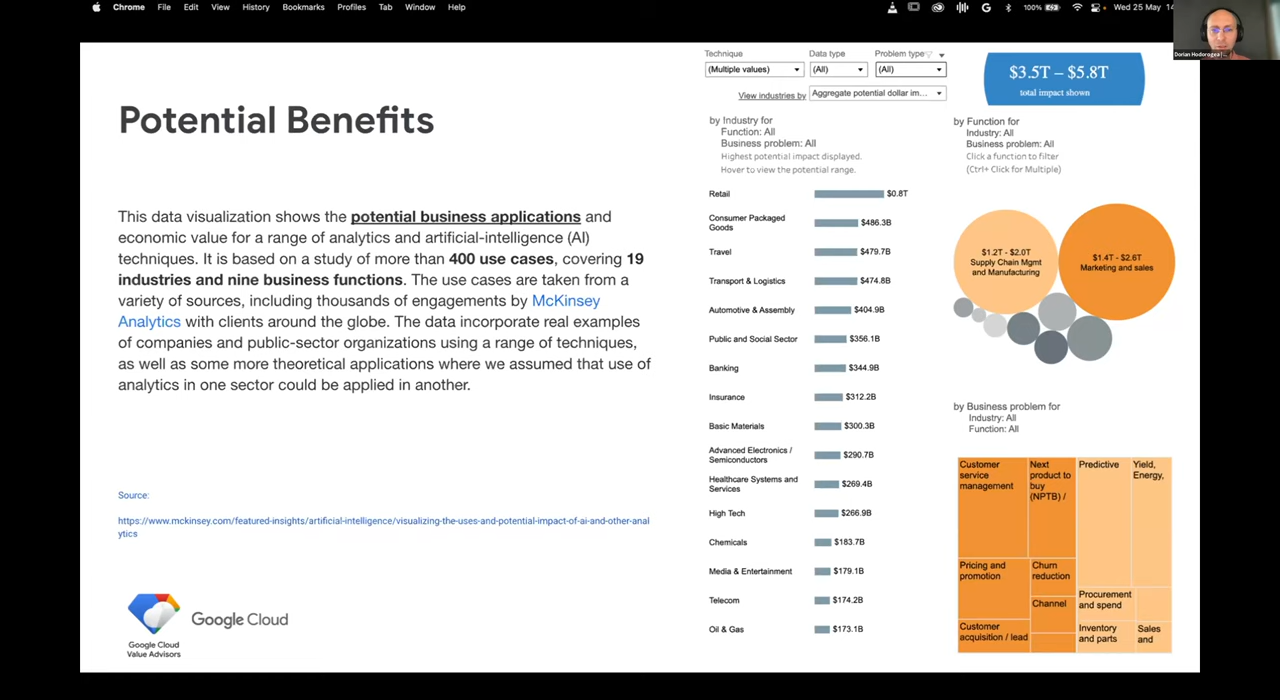 Chrome File Edit View History Bookmarks Profiles Tab Window Help
100% Wed 25 May 14
Dorian Hodorogea
Potential Benefits
This data visualization shows the potential business applications and
economic value for a range of analytics and artificial-intelligence (AI)
techniques. It is based on a study of more than 400 use cases, covering 19
industries and nine business functions. The use cases are taken from a
variety of sources, including thousands of engagements by McKinsey
Analytics with clients around the globe. The data incorporate real examples
of companies and public-sector organizations using a range of techniques,
as well as some more theoretical applications where we assumed that use of
analytics in one sector could be applied in another.
Source:
https://www.mckinsey.com/featured-insights/artificial-intelligence/visualizing-the-uses-and-potential-impact-of-ai-and-other-anal
ytics
Google Cloud
Google Cloud
Value Advisors
Technique Data type Problem type
(Multiple values) (All) (All)
View industries by Aggregate potential dollar im...
by Industry for
Function: All
Business problem: All
Highest potential impact displayed.
Hover to view the potential range.
Retail $0.8T
Consumer Packaged
Goods $486.3B
Travel $479.7B
Transport & Logistics $474.8B
Automotive & Assembly $404.9B
Public and Social Sector $356.1B
Banking $344.9B
Insurance $312.2B
Basic Materials $300.3B
Advanced Electronics /
Semiconductors $290.7B
Healthcare Systems and
Services $269.4B
High Tech $266.9B
Chemicals $183.7B
Media & Entertainment $179.1B
Telecom $174.2B
Oil & Gas $173.1B
$3.5T – $5.8T
total impact shown
by Function for
Industry: All
Business problem: All
Click a function to filter
(Ctrl+ Click for Multiple)
$1.2T - $2.0T
Supply Chain Mgmt
and Manufacturing
$1.4T - $2.6T
Marketing and sales
by Business problem for
Industry: All
Function: All
Customer
service
management
Next
product to
buy
(NPTB) /
Predictive
Yield,
Energy,
Pricing and
promotion
Churn
reduction
Channel
Procurement
and spend
Customer
acquisition / lead
Inventory
and parts
Sales
and